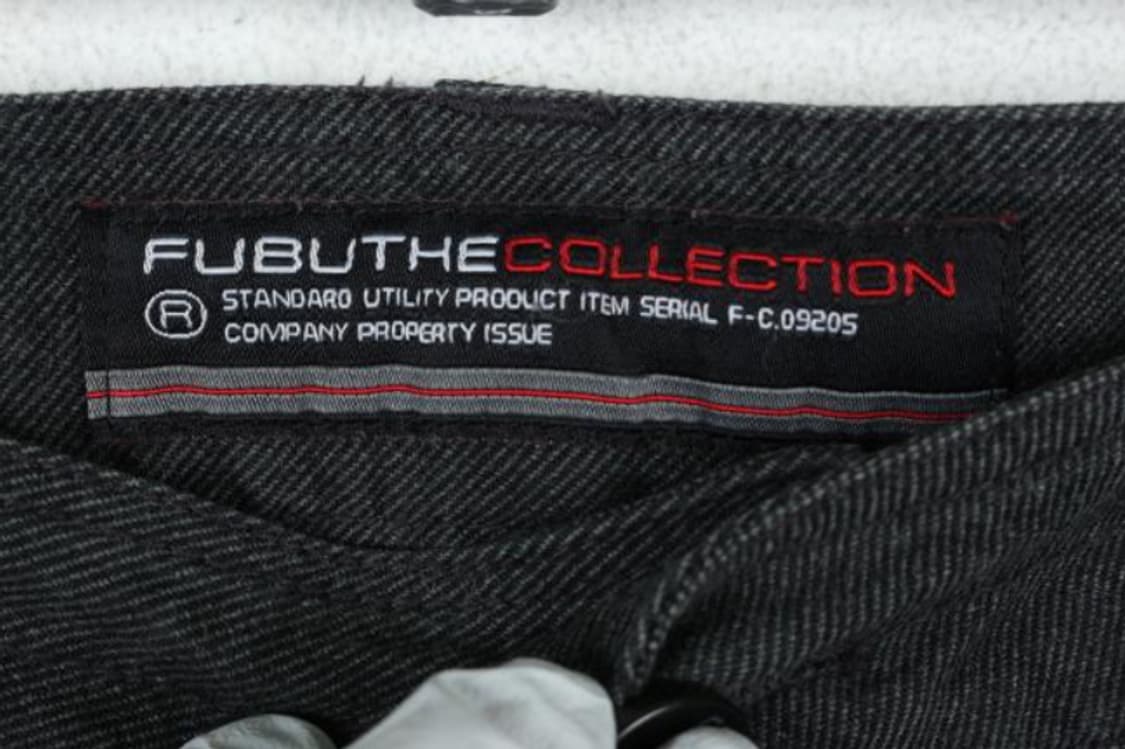 FUBUTHECOLLECTION
® STANDARD UTILITY PRODUCT ITEM SERIAL F-C.09205
COMPANY PROPERTY ISSUE